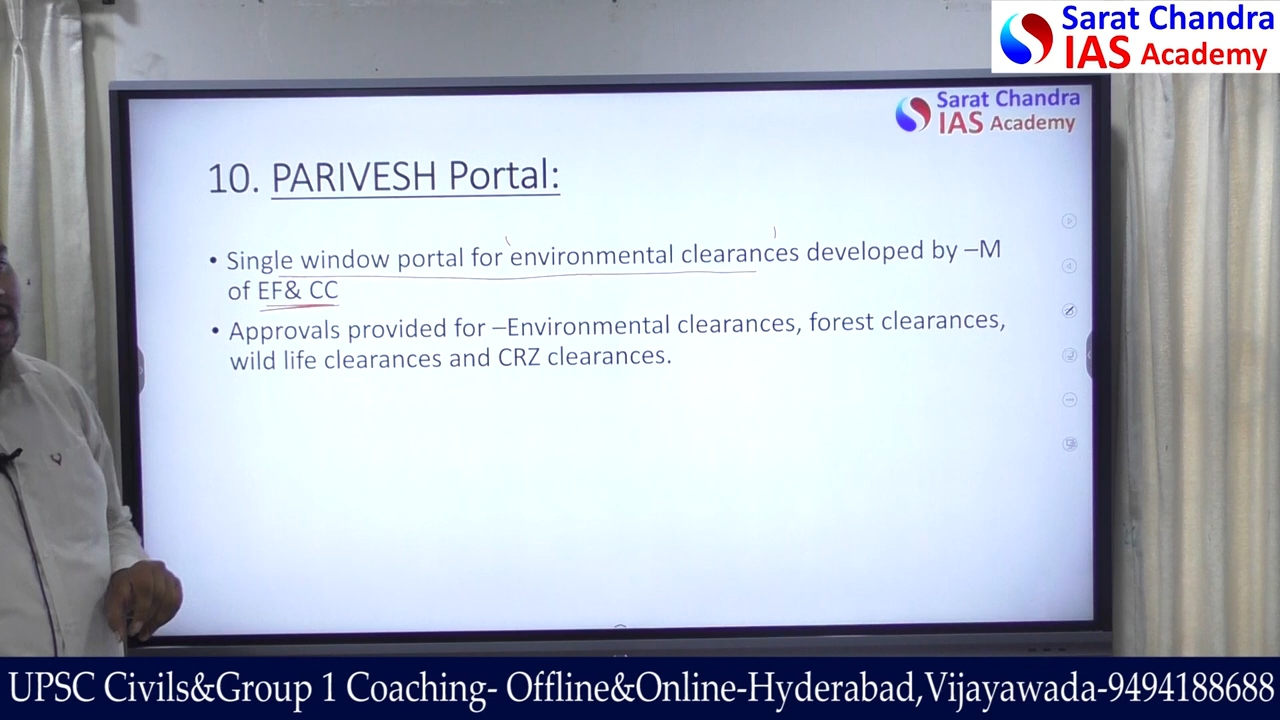 Sarat Chandra
IAS Academy
Sarat Chandra
IAS Academy
10. PARIVESH Portal:
• Single window portal for environmental clearances developed by –M
of EF& CC
• Approvals provided for –Environmental clearances, forest clearances,
wild life clearances and CRZ clearances.
UPSC Civils&Group 1 Coaching- Offline&Online-Hyderabad,Vijayawada-9494188688